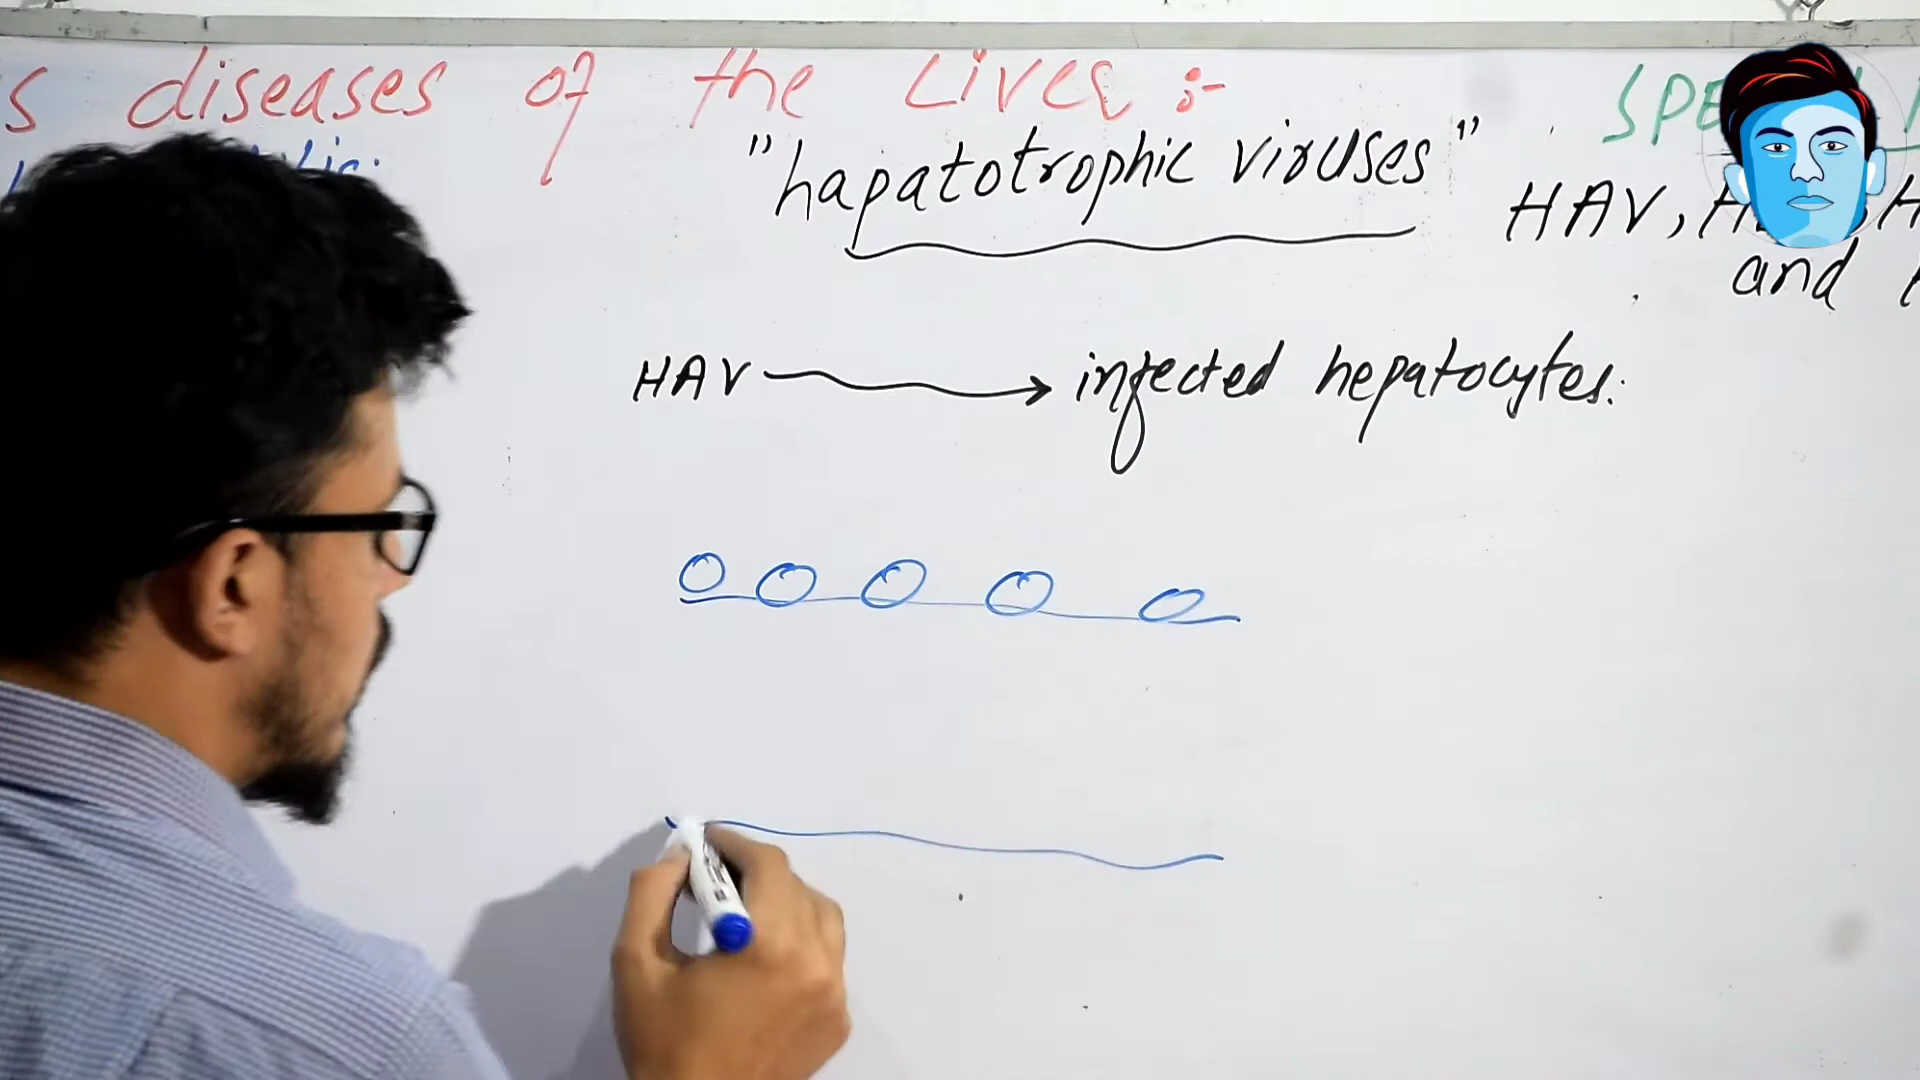 s diseases of the Liver :-
"hapatotrophic viruses"
HAV,
and
HAV → infected hepatocytes.